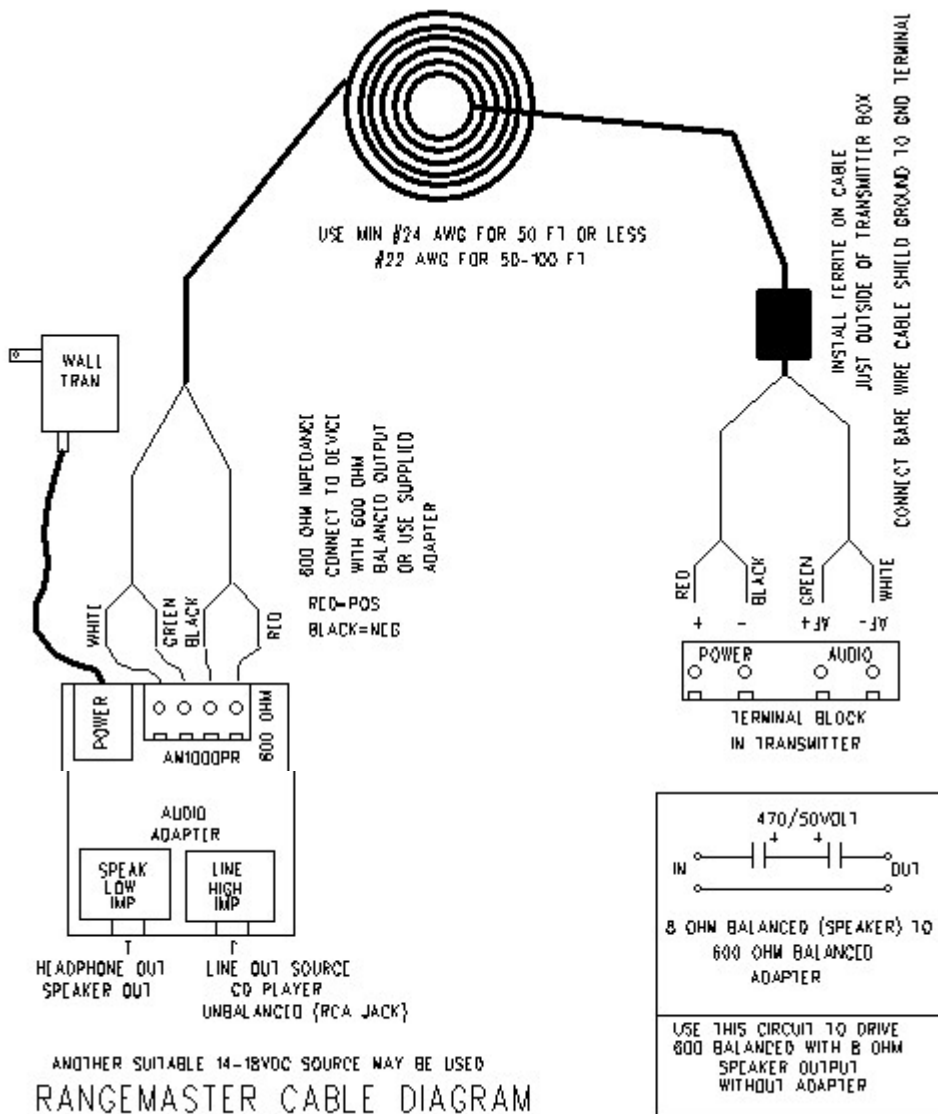 USE MIN #24 AWG FOR 50 FT OR LESS
#22 AWG FOR 50-100 FT
INSTALL FERRITE ON CABLE
JUST OUTSIDE OF TRANSMITTER BOX
CONNECT BARE WIRE CABLE SHIELD GROUND TO GND TERMINAL
WALL
TRAN
600 OHM IMPEDANCE
CONNECT TO DEVICE
WITH 600 OHM
BALANCED OUTPUT
OR USE SUPPLIED
ADAPTER
RED-POS
BLACK=NEG
WHITE
GREEN
BLACK
RED
RED
BLACK
GREEN
WHITE
+
-
AF+
AF-
POWER
AUDIO
TERMINAL BLOCK
IN TRANSMITTER
POWER
AM1000PR
600 OHM
AUDIO
ADAPTER
SPEAK
LOW
IMP
LINE
HIGH
IMP
HEADPHONE OUT
SPEAKER OUT
LINE OUT SOURCE
CD PLAYER
UNBALANCED (RCA JACK)
470/50VOLT
+ +
IN
OUT
8 OHM BALANCED (SPEAKER) TO
600 OHM BALANCED
ADAPTER
USE THIS CIRCUIT TO DRIVE
600 BALANCED WITH 8 OHM
SPEAKER OUTPUT
WITHOUT ADAPTER
ANOTHER SUITABLE 14-18VDC SOURCE MAY BE USED
RANGEMASTER CABLE DIAGRAM